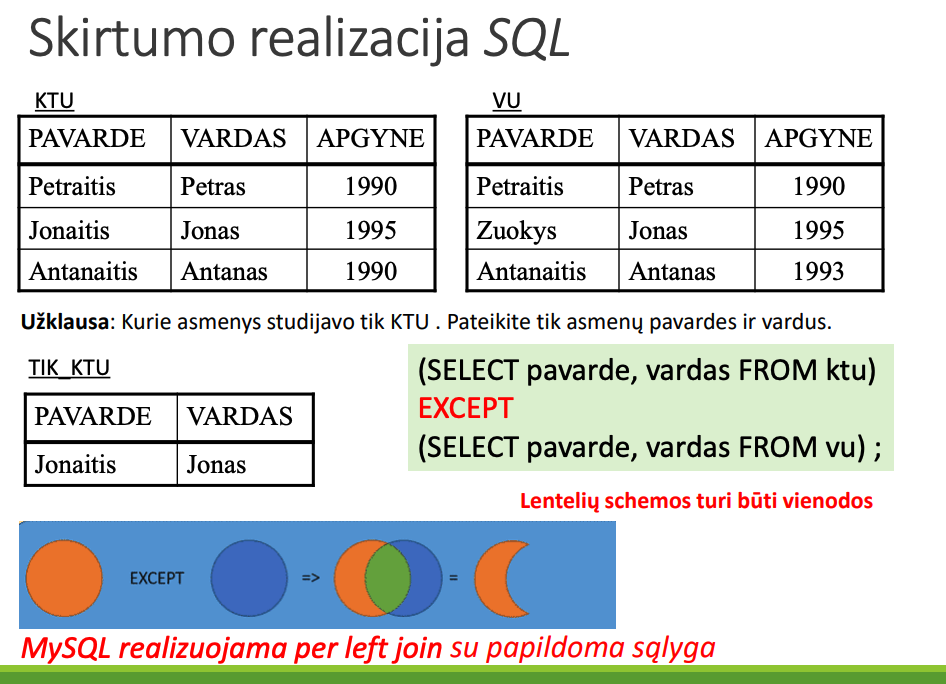 Skirtumo realizacija SQL
KTU
PAVARDE VARDAS APGYNE
Petraitis Petras 1990
Jonaitis Jonas 1995
Antanaitis Antanas 1990
VU
PAVARDE VARDAS APGYNE
Petraitis Petras 1990
Zuokys Jonas 1995
Antanaitis Antanas 1993
Užklausa: Kurie asmenys studijavo tik KTU . Pateikite tik asmenų pavardes ir vardus.
TIK_KTU
PAVARDE VARDAS
Jonaitis Jonas
(SELECT pavarde, vardas FROM ktu)
EXCEPT
(SELECT pavarde, vardas FROM vu) ;
Lentelių schemos turi būti vienodos
EXCEPT => =
MySQL realizuojama per left join su papildoma sąlyga